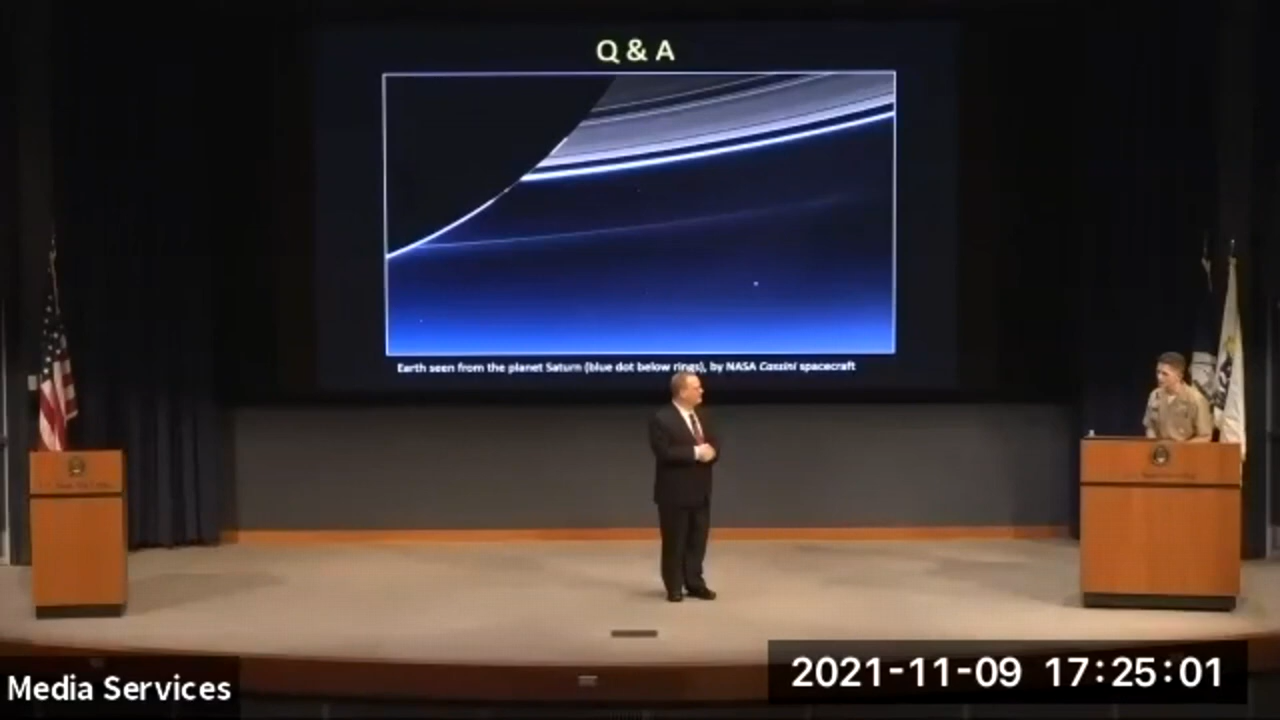 Q & A
Earth seen from the planet Saturn (blue dot below rings), by NASA Cassini spacecraft
Media Services
2021-11-09 17:25:01